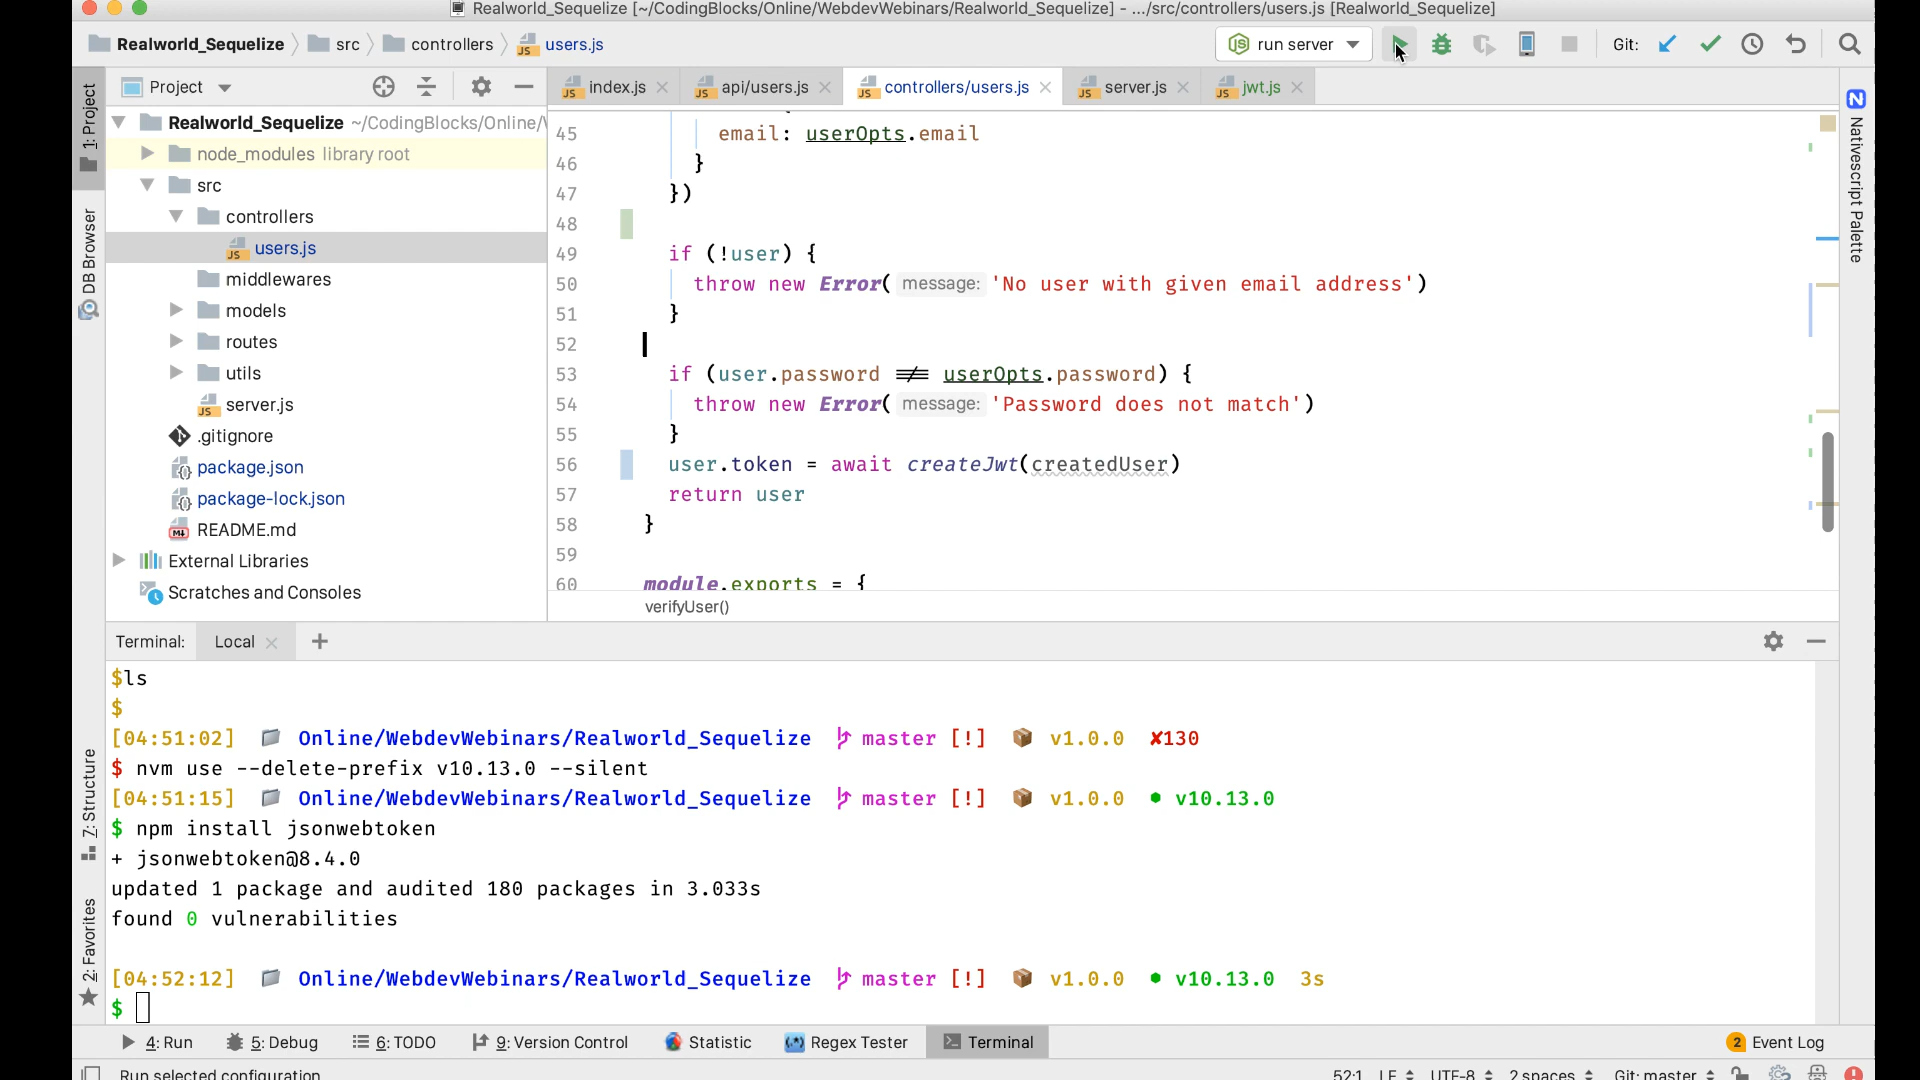 Realworld_Sequelize [~/CodingBlocks/Online/WebdevWebinars/Realworld_Sequelize] - .../src/controllers/users.js [Realworld_Sequelize]
Realworld_Sequelize src controllers users.js run server Git:
Project
index.js api/users.js controllers/users.js server.js jwt.js
1: Project
DB Browser
7: Structure
2: Favorites
Nativescript Palette
Realworld_Sequelize ~/CodingBlocks/Online/
node_modules library root
src
controllers
users.js
middlewares
models
routes
utils
server.js
.gitignore
package.json
package-lock.json
README.md
External Libraries
Scratches and Consoles
45 email: userOpts.email
46 }
47 })
48
49 if (!user) {
50 throw new Error( message: 'No user with given email address')
51 }
52
53 if (user.password !== userOpts.password) {
54 throw new Error( message: 'Password does not match')
55 }
56 user.token = await createJwt(createdUser)
57 return user
58 }
59
60 module.exports = {
verifyUser()
Terminal: Local
$ls
$
[04:51:02] Online/WebdevWebinars/Realworld_Sequelize master [!] v1.0.0 ✘130
$ nvm use --delete-prefix v10.13.0 --silent
[04:51:15] Online/WebdevWebinars/Realworld_Sequelize master [!] v1.0.0 v10.13.0
$ npm install jsonwebtoken
+ jsonwebtoken@8.4.0
updated 1 package and audited 180 packages in 3.033s
found 0 vulnerabilities
[04:52:12] Online/WebdevWebinars/Realworld_Sequelize master [!] v1.0.0 v10.13.0 3s
$
4: Run 5: Debug 6: TODO 9: Version Control Statistic Regex Tester Terminal 2 Event Log
Run selected configuration 52:1 LF UTF-8 2 spaces Git: master